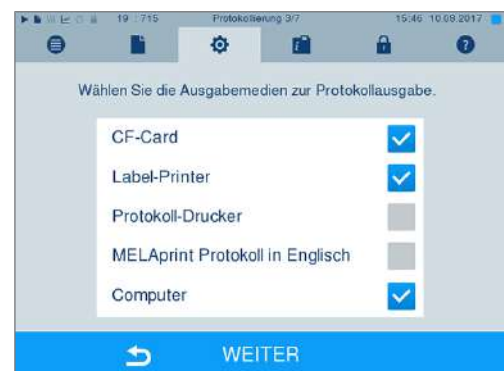 19 : 715 Protokollierung 3/7 15:46 10.08.2017
Wählen Sie die Ausgabemedien zur Protokollausgabe.
CF-Card
Label-Printer
Protokoll-Drucker
MELAprint Protokoll in Englisch
Computer
WEITER